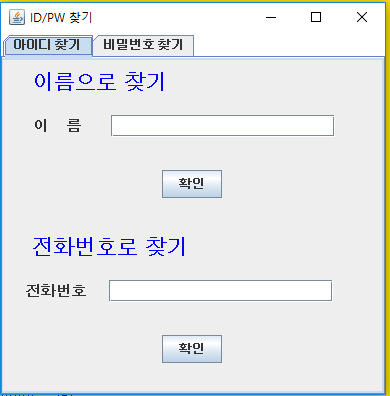 ID/PW 찾기
아이디 찾기 비밀번호 찾기
이름으로 찾기
이 름
확인
전화번호로 찾기
전화번호
확인